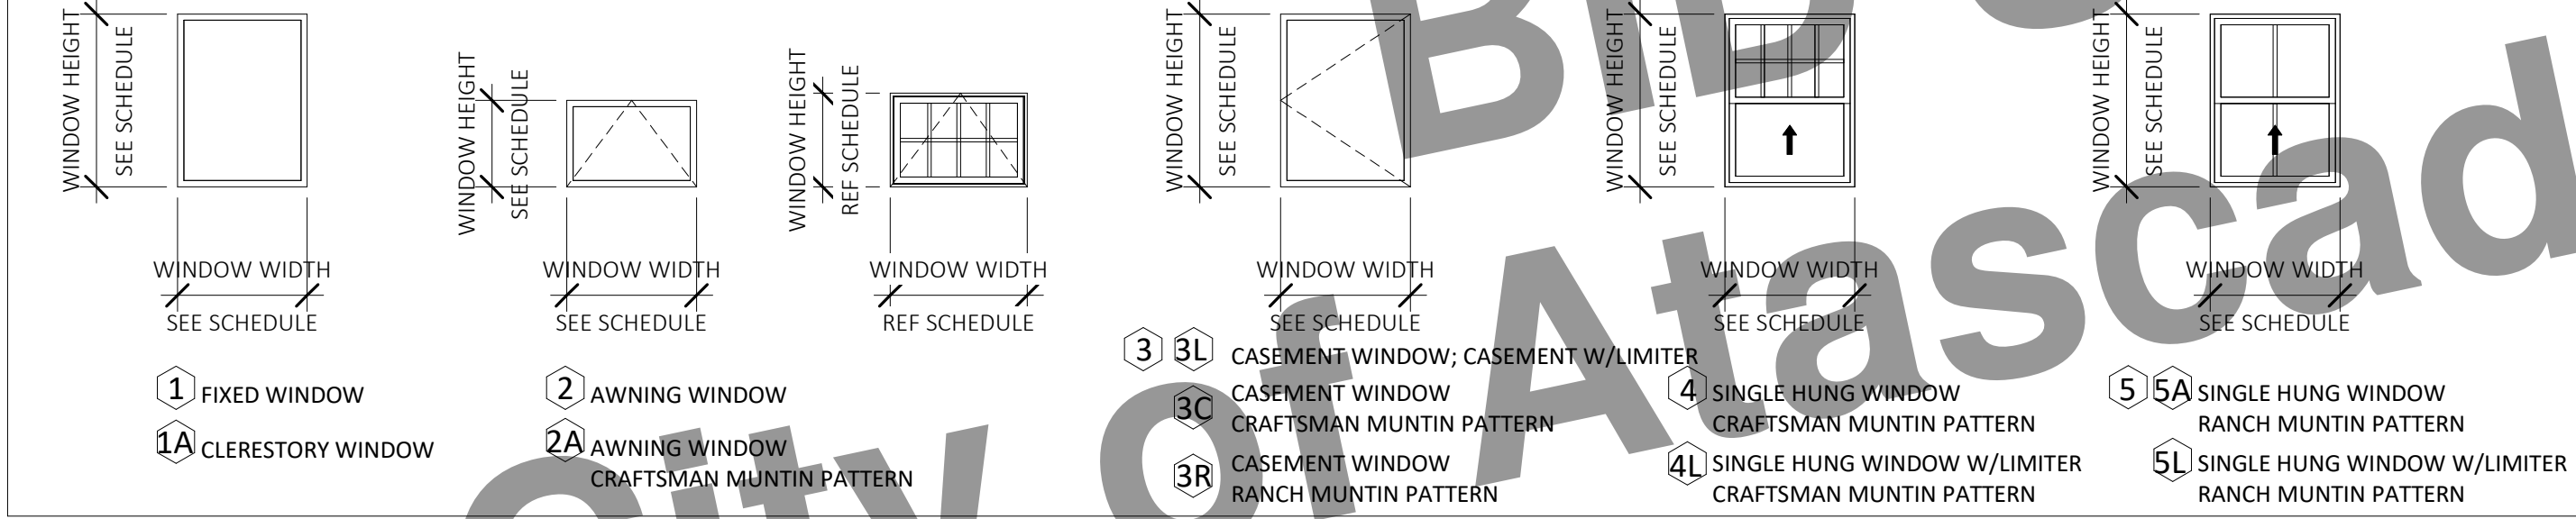 WINDOW HEIGHT
SEE SCHEDULE
WINDOW WIDTH
SEE SCHEDULE
1 FIXED WINDOW
1A CLERESTORY WINDOW
WINDOW HEIGHT
SEE SCHEDULE
WINDOW WIDTH
SEE SCHEDULE
WINDOW HEIGHT
REF SCHEDULE
WINDOW WIDTH
REF SCHEDULE
2 AWNING WINDOW
2A AWNING WINDOW
CRAFTSMAN MUNTIN PATTERN
WINDOW HEIGHT
SEE SCHEDULE
WINDOW WIDTH
SEE SCHEDULE
3 3L CASEMENT WINDOW; CASEMENT W/LIMITER
3C CASEMENT WINDOW
CRAFTSMAN MUNTIN PATTERN
3R CASEMENT WINDOW
RANCH MUNTIN PATTERN
WINDOW HEIGHT
SEE SCHEDULE
WINDOW WIDTH
SEE SCHEDULE
4 SINGLE HUNG WINDOW
CRAFTSMAN MUNTIN PATTERN
4L SINGLE HUNG WINDOW W/LIMITER
CRAFTSMAN MUNTIN PATTERN
WINDOW HEIGHT
SEE SCHEDULE
WINDOW WIDTH
SEE SCHEDULE
5 5A SINGLE HUNG WINDOW
RANCH MUNTIN PATTERN
5L SINGLE HUNG WINDOW W/LIMITER
RANCH MUNTIN PATTERN
City of Atascad